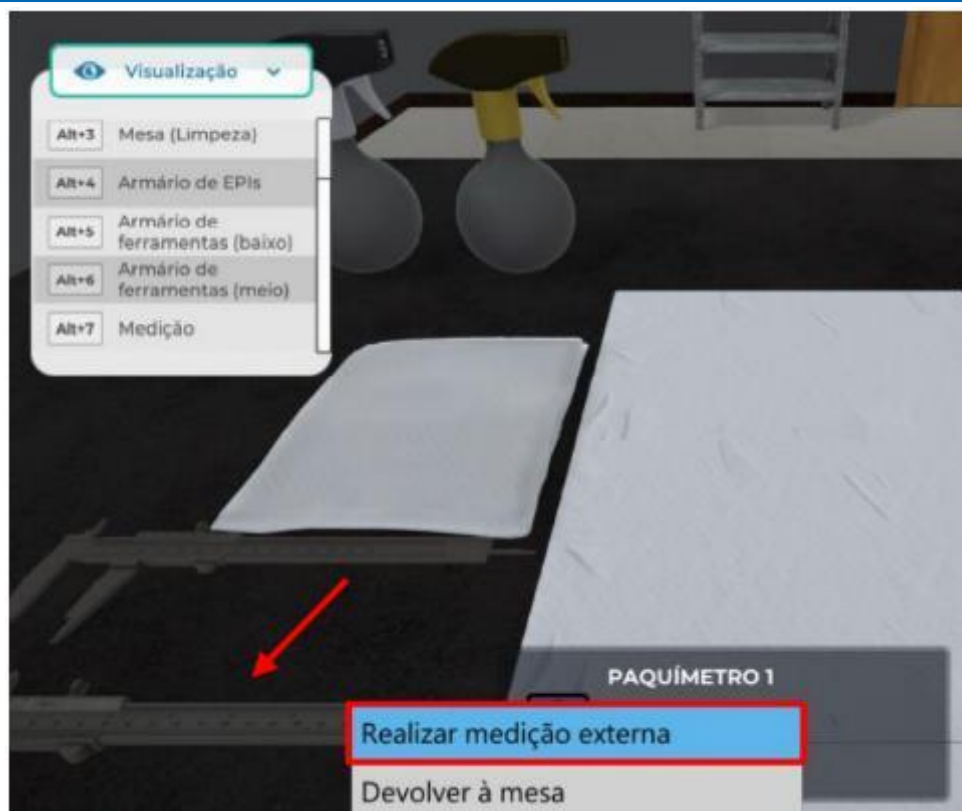 Visualização
Alt+3 Mesa (Limpeza)
Alt+4 Armário de EPIs
Alt+5 Armário de
ferramentas (baixo)
Alt+6 Armário de
ferramentas (meio)
Alt+7 Medição
PAQUÍMETRO 1
Realizar medição externa
Devolver à mesa